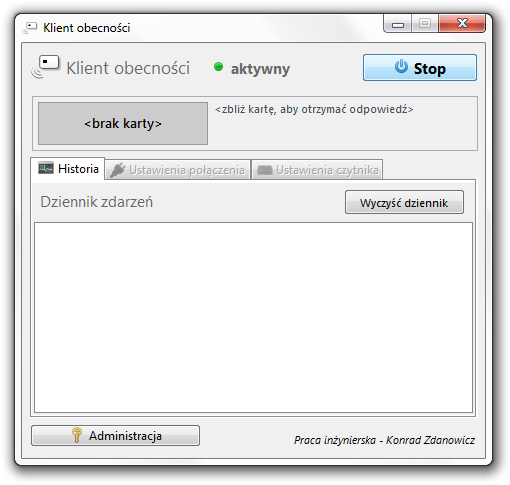 Klient obecności
Klient obecności
aktywny
Stop
<brak karty>
<zbliż kartę, aby otrzymać odpowiedź>
Historia
Ustawienia połączenia
Ustawienia czytnika
Dziennik zdarzeń
Wyczyść dziennik
Administracja
Praca inżynierska - Konrad Zdanowicz